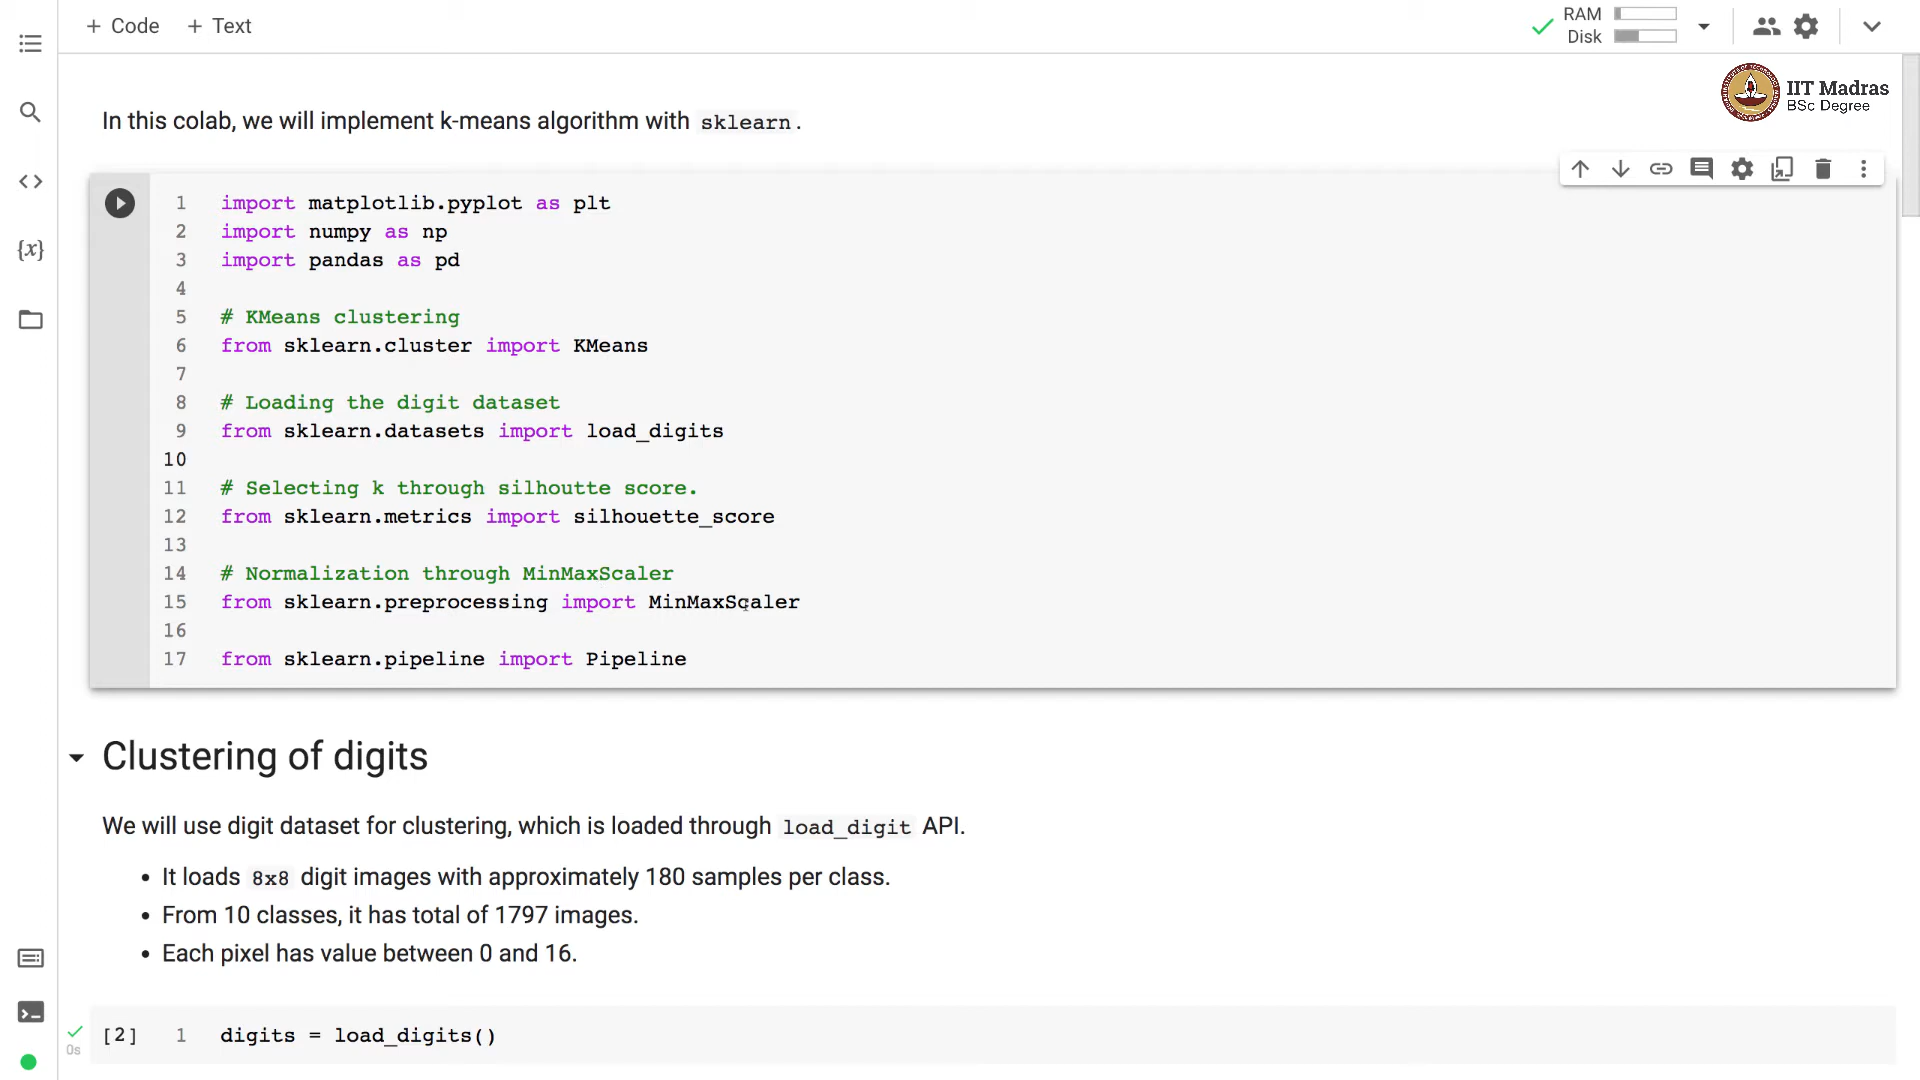 + Code + Text
RAM
Disk
IIT Madras
BSc Degree
In this colab, we will implement k-means algorithm with sklearn.
1 import matplotlib.pyplot as plt
2 import numpy as np
3 import pandas as pd
4
5 # KMeans clustering
6 from sklearn.cluster import KMeans
7
8 # Loading the digit dataset
9 from sklearn.datasets import load_digits
10
11 # Selecting k through silhoutte score.
12 from sklearn.metrics import silhouette_score
13
14 # Normalization through MinMaxScaler
15 from sklearn.preprocessing import MinMaxScaler
16
17 from sklearn.pipeline import Pipeline
Clustering of digits
We will use digit dataset for clustering, which is loaded through load_digit API.
• It loads 8x8 digit images with approximately 180 samples per class.
• From 10 classes, it has total of 1797 images.
• Each pixel has value between 0 and 16.
[2] 1 digits = load_digits()
0s